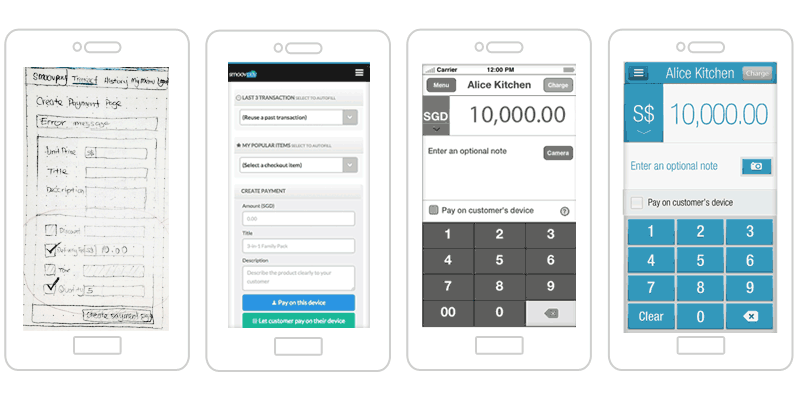 smoovpay Transact History My Menu
Create Payment Page
Error message
Unit Price S$
Title
Description
Discount
Delivery fee S$ 10.00
Tax
Quantity 5
Create payment pg
smoovpay
LAST 3 TRANSACTION SELECT TO AUTOFILL
(Reuse a past transaction)
MY POPULAR ITEMS SELECT TO AUTOFILL
(Select a checkout item)
CREATE PAYMENT
Amount (SGD)
0.00
Title
3-in-5 Family Pack
Description
Describe the product clearly to your
customer
Pay on this device
Let customer pay on their device
Carrier 12:00 PM
Menu Alice Kitchen Charge
SGD 10,000.00
Enter an optional note Camera
Pay on customer's device ?
1 2 3
4 5 6
7 8 9
00 0
Alice Kitchen Charge
S$ 10,000.00
Enter an optional note
Pay on customer's device
1 2 3
4 5 6
7 8 9
Clear 0